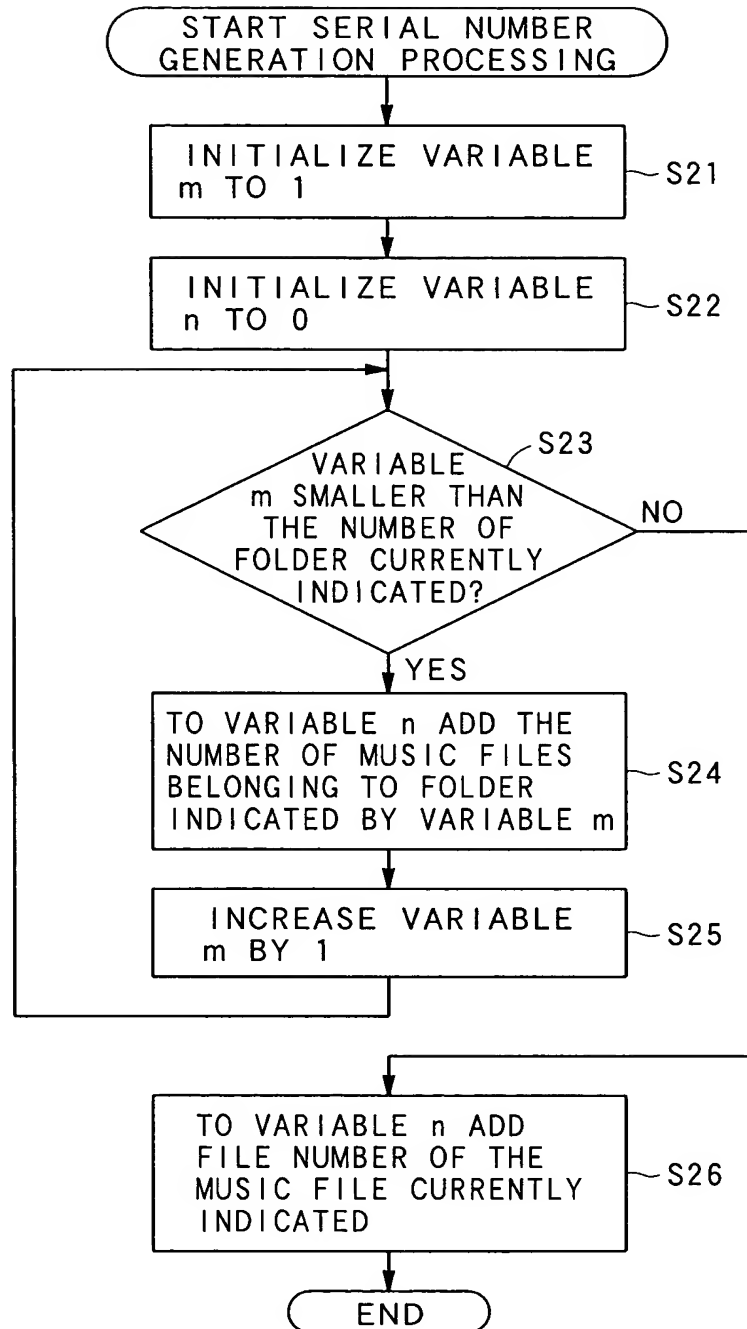 START SERIAL NUMBER
GENERATION PROCESSING
INITIALIZE VARIABLE
m TO 1
S21
INITIALIZE VARIABLE
n TO 0
S22
S23
VARIABLE
m SMALLER THAN
THE NUMBER OF
FOLDER CURRENTLY
INDICATED?
NO
YES
TO VARIABLE n ADD THE
NUMBER OF MUSIC FILES
BELONGING TO FOLDER
INDICATED BY VARIABLE m
S24
INCREASE VARIABLE
m BY 1
S25
TO VARIABLE n ADD
FILE NUMBER OF THE
MUSIC FILE CURRENTLY
INDICATED
S26
END